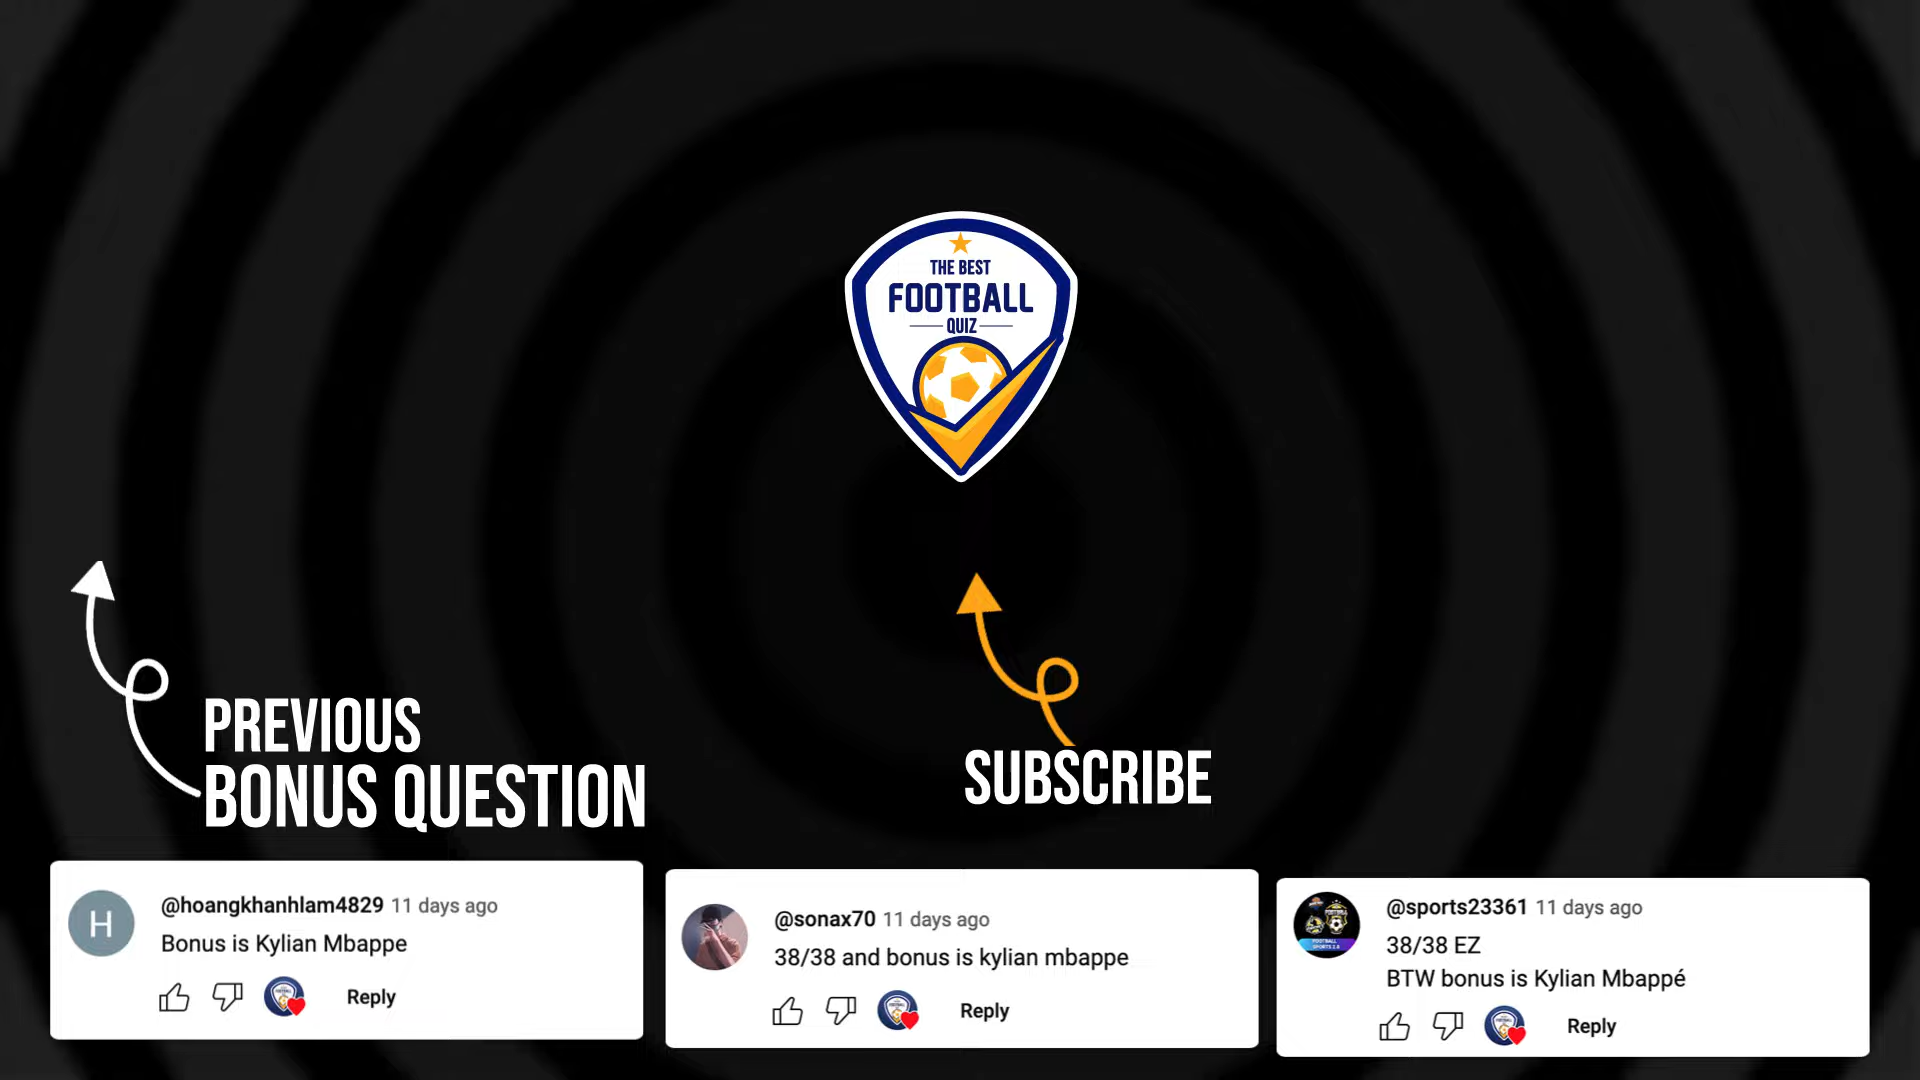 THE BEST
FOOTBALL
QUIZ
PREVIOUS
BONUS QUESTION
SUBSCRIBE
H
@hoangkhanhlam4829 11 days ago
Bonus is Kylian Mbappe
Reply
@sonax70 11 days ago
38/38 and bonus is kylian mbappe
Reply
@sports23361 11 days ago
38/38 EZ
BTW bonus is Kylian Mbappé
Reply